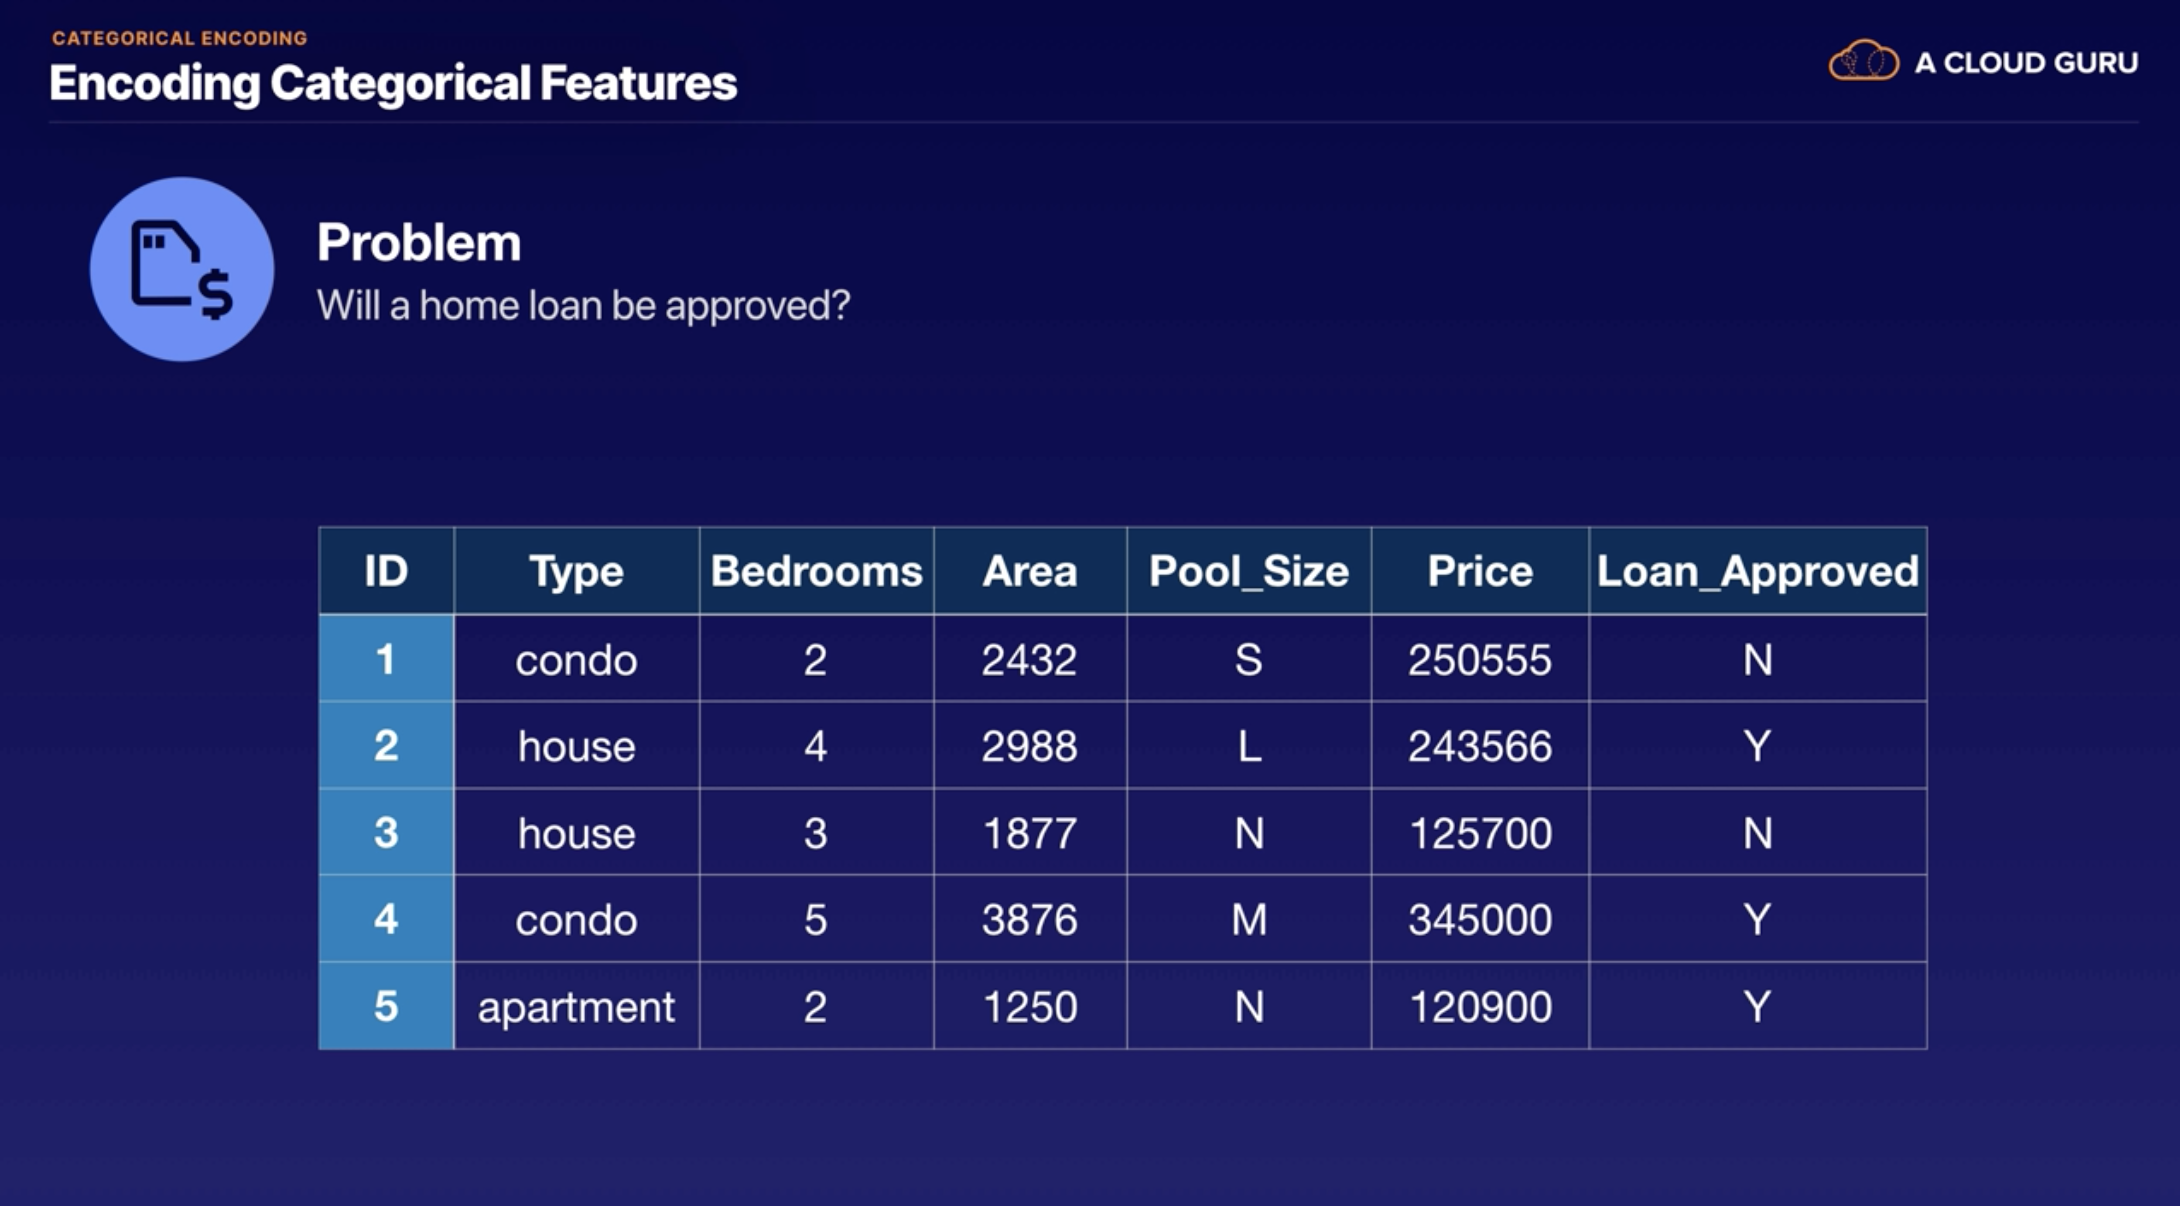 CATEGORICAL ENCODING
Encoding Categorical Features
A CLOUD GURU
Problem
Will a home loan be approved?
ID Type Bedrooms Area Pool_Size Price Loan_Approved
1 condo 2 2432 S 250555 N
2 house 4 2988 L 243566 Y
3 house 3 1877 N 125700 N
4 condo 5 3876 M 345000 Y
5 apartment 2 1250 N 120900 Y